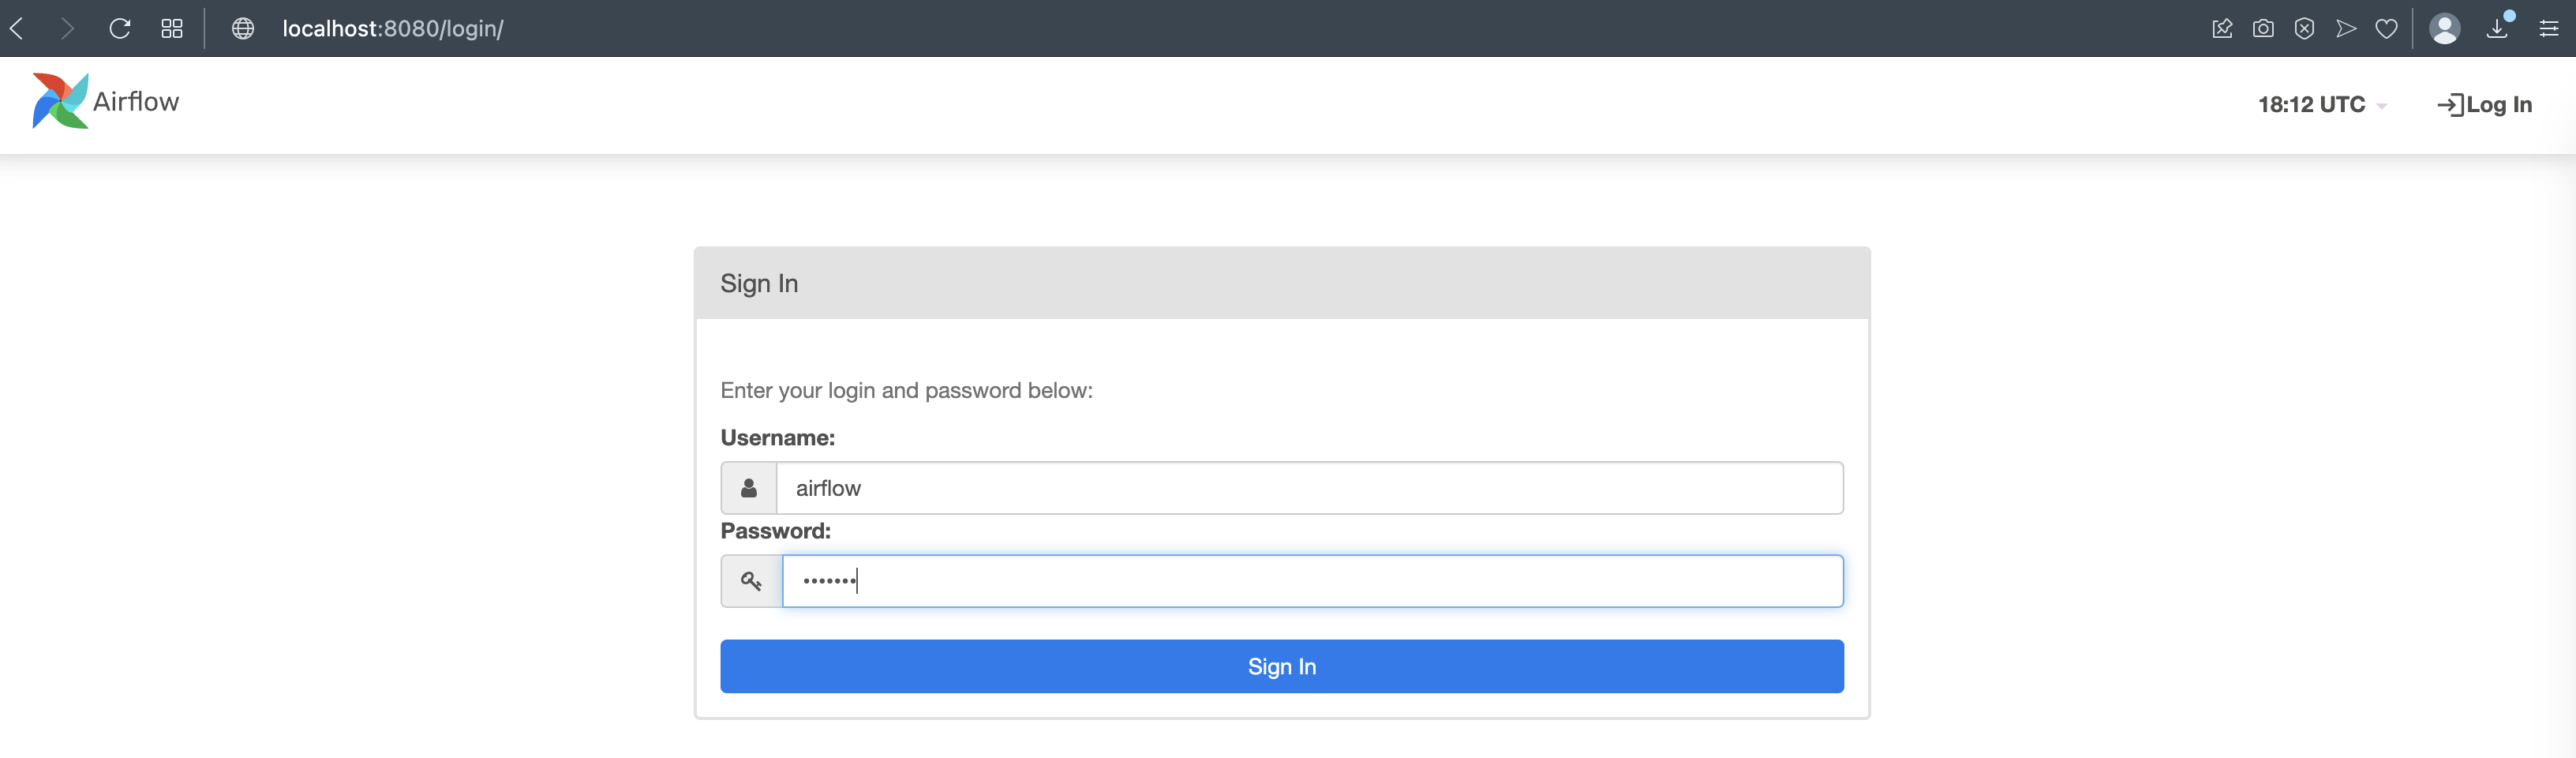 localhost:8080/login/
Airflow
18:12 UTC
Log In
Sign In
Enter your login and password below:
Username:
airflow
Password:
•••••••
Sign In